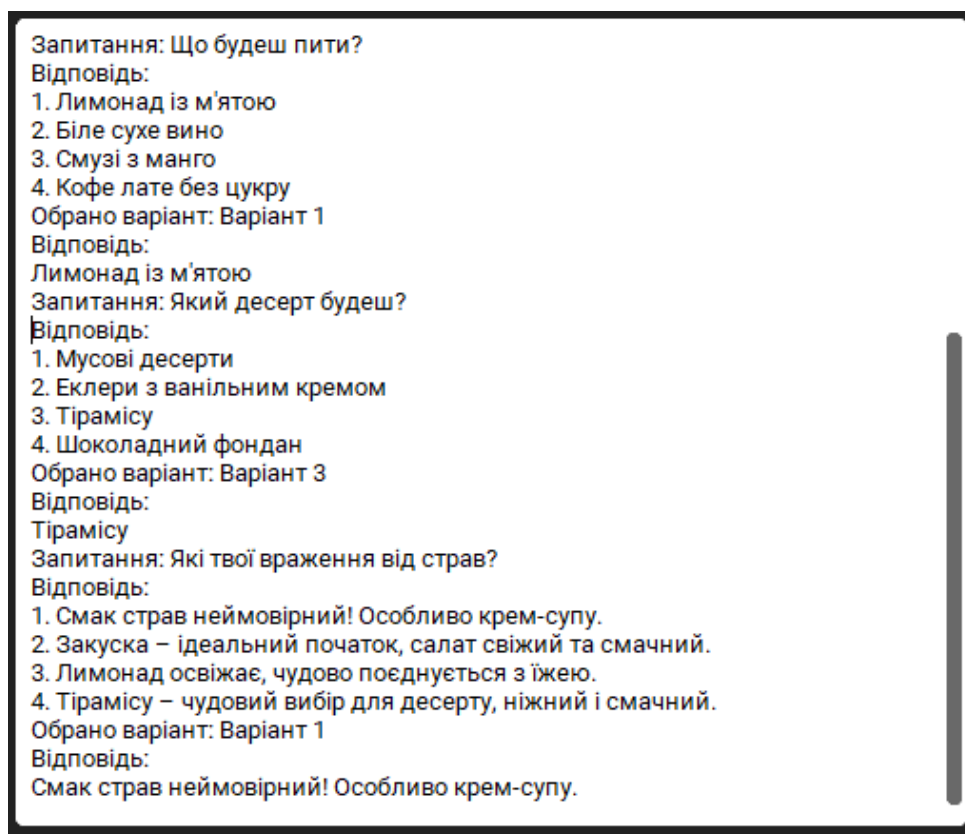 Запитання: Що будеш пити?
Відповідь:
1. Лимонад із м'ятою
2. Біле сухе вино
3. Смузі з манго
4. Кофе лате без цукру
Обрано варіант: Варіант 1
Відповідь:
Лимонад із м'ятою
Запитання: Який десерт будеш?
Відповідь:
1. Мусові десерти
2. Еклери з ванільним кремом
3. Тірамісу
4. Шоколадний фондан
Обрано варіант: Варіант 3
Відповідь:
Тірамісу
Запитання: Які твої враження від страв?
Відповідь:
1. Смак страв неймовірний! Особливо крем-супу.
2. Закуска – ідеальний початок, салат свіжий та смачний.
3. Лимонад освіжає, чудово поєднується з їжею.
4. Тірамісу – чудовий вибір для десерту, ніжний і смачний.
Обрано варіант: Варіант 1
Відповідь:
Смак страв неймовірний! Особливо крем-супу.